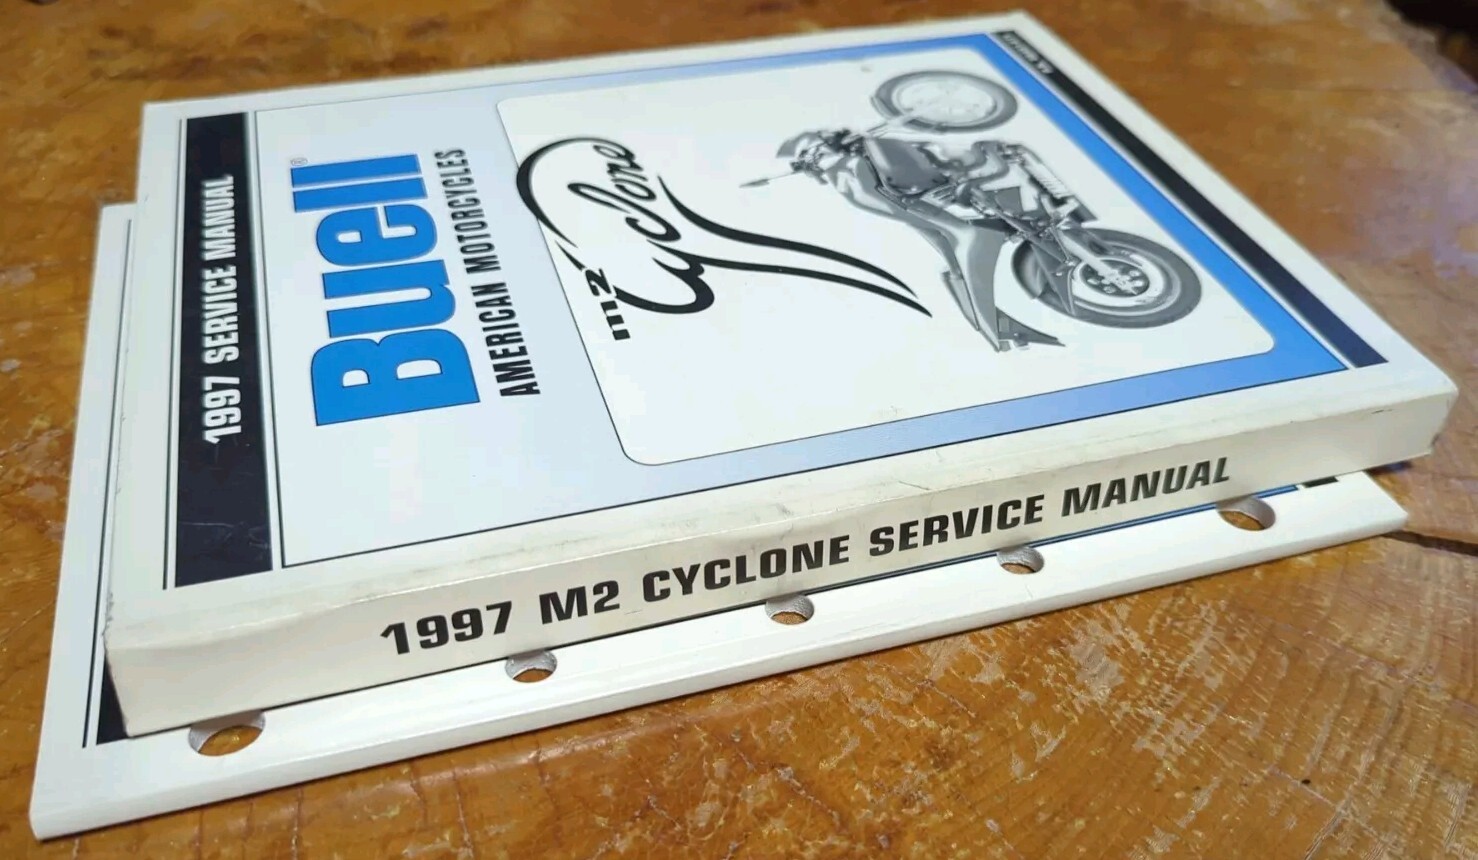 1997 SERVICE MANUAL
Buell®
AMERICAN MOTORCYCLES
m2
Cyclone
1997 M2 CYCLONE SERVICE MANUAL